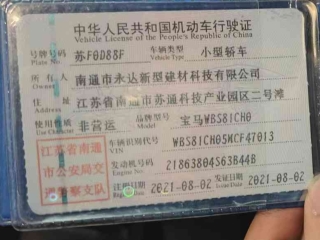 中华人民共和国机动车行驶证
Vehicle License of the People's Republic of China
号牌号码 苏F0D88F 车辆类型 小型轿车
Plate No. Vehicle Type
所有人 南通市永达新型建材科技有限公司
Owner
住址 江苏省南通市苏通科技产业园区二号滩
Address
使用性质 非营运 品牌型号 宝马WBS81CH0
Use Character Model
江苏省南通市公安局交通警察支队
车辆识别代号 WBS81CH05MCF47013
VIN
发动机号码 21863804S63B44B
Engine No.
注册日期 2021-08-02 发证日期 2021-08-02
Register Date Issue Date